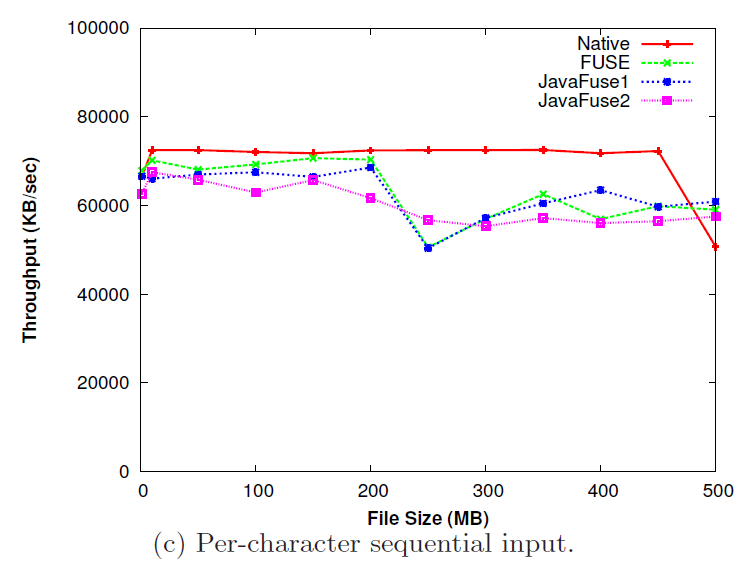 100000
80000
60000
40000
20000
0
Throughput (KB/sec)
Native
FUSE
JavaFuse1
JavaFuse2
0 100 200 300 400 500
File Size (MB)
(c) Per-character sequential input.